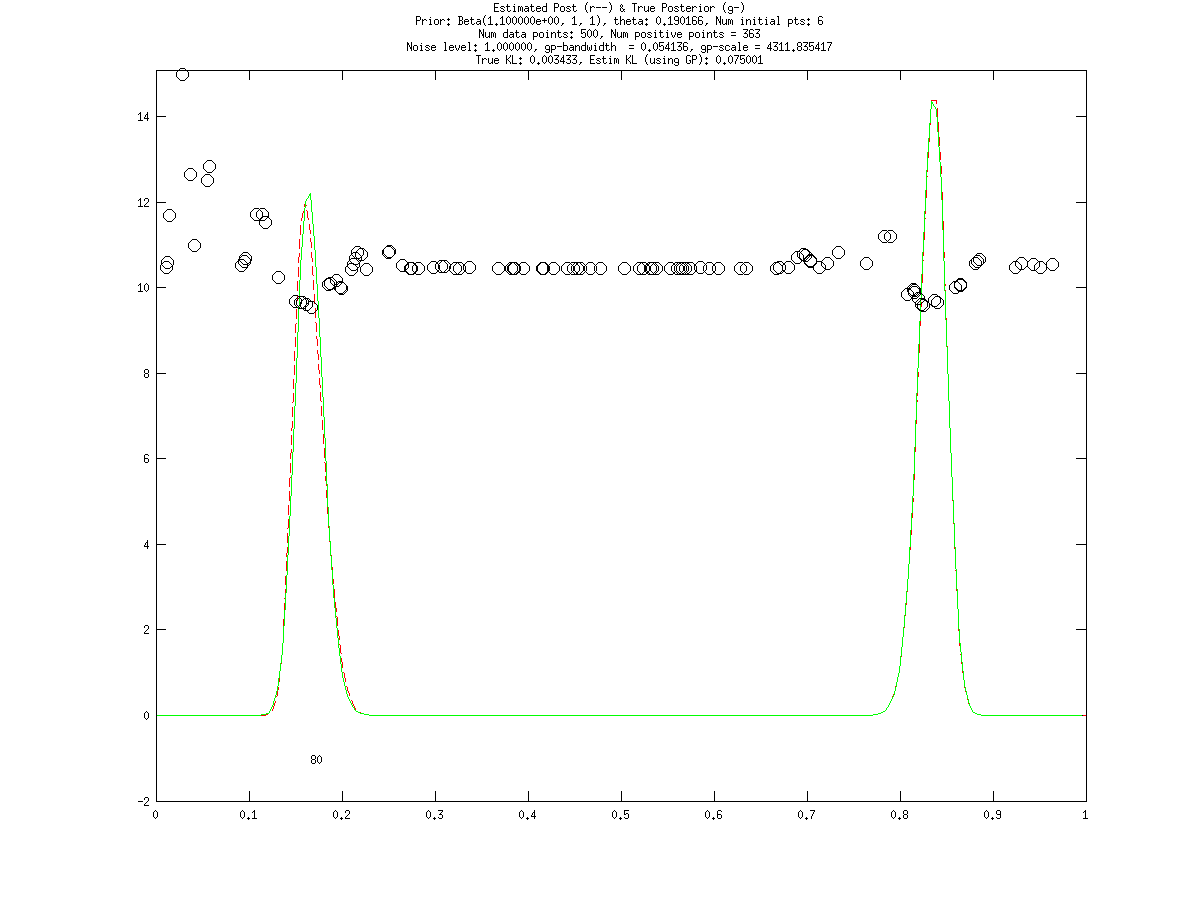 Estimated Post (r--) & True Posterior (g-)
Prior: Beta(1.100000e+00, 1, 1), theta: 0.190166, Num initial pts: 6
Num data points: 500, Num positive points = 363
Noise level: 1.000000, gp-bandwidth  = 0.054136, gp-scale = 4311.835417
True KL: 0.003433, Estim KL (using GP): 0.075001
14
12
10
8
6
4
2
0
80
-2
0 0.1 0.2 0.3 0.4 0.5 0.6 0.7 0.8 0.9 1